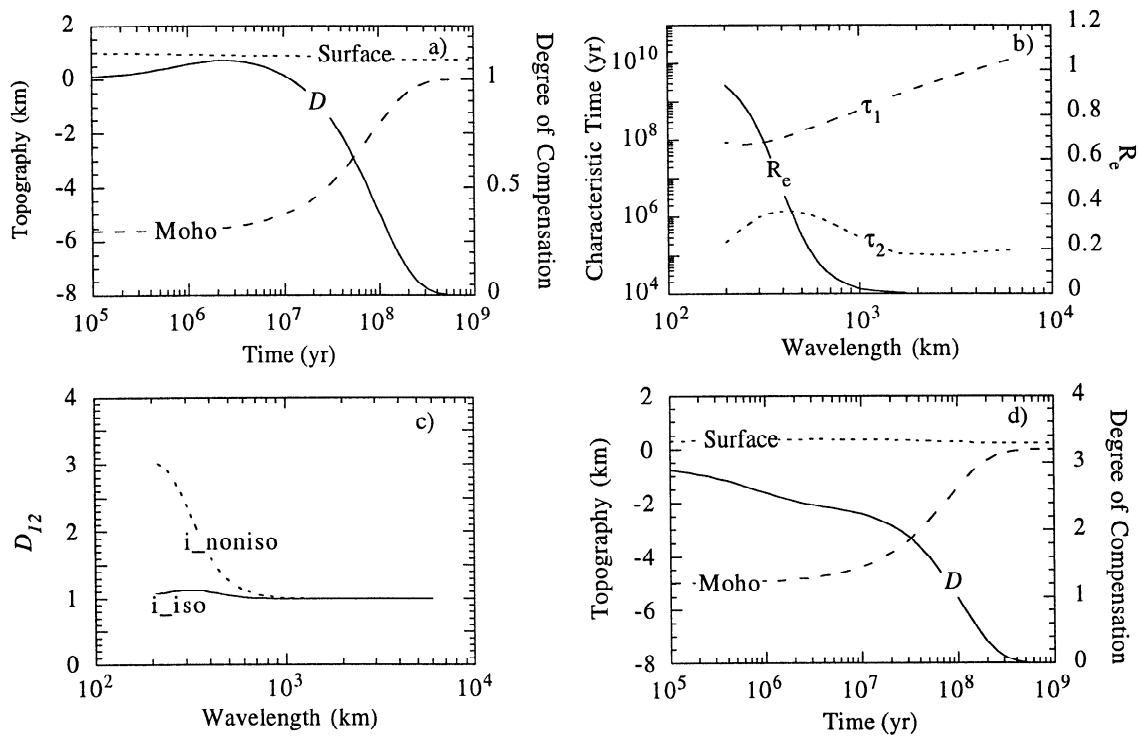 a)
Surface
D
Moho
2
0
-2
-4
-6
-8
1
0.5
0
10^5 10^6 10^7 10^8 10^9
Time (yr)
Topography (km)
Degree of Compensation
b)
τ_1
R_e
τ_2
10^10
10^8
10^6
10^4
1.2
1
0.8
0.6
0.4
0.2
0
10^2 10^3 10^4
Wavelength (km)
Characteristic Time (yr)
R_e
c)
i_noniso
i_iso
4
3
2
1
0
10^2 10^3 10^4
Wavelength (km)
D_12
d)
Surface
Moho
D
2
0
-2
-4
-6
-8
4
3
2
1
0
10^5 10^6 10^7 10^8 10^9
Time (yr)
Topography (km)
Degree of Compensation